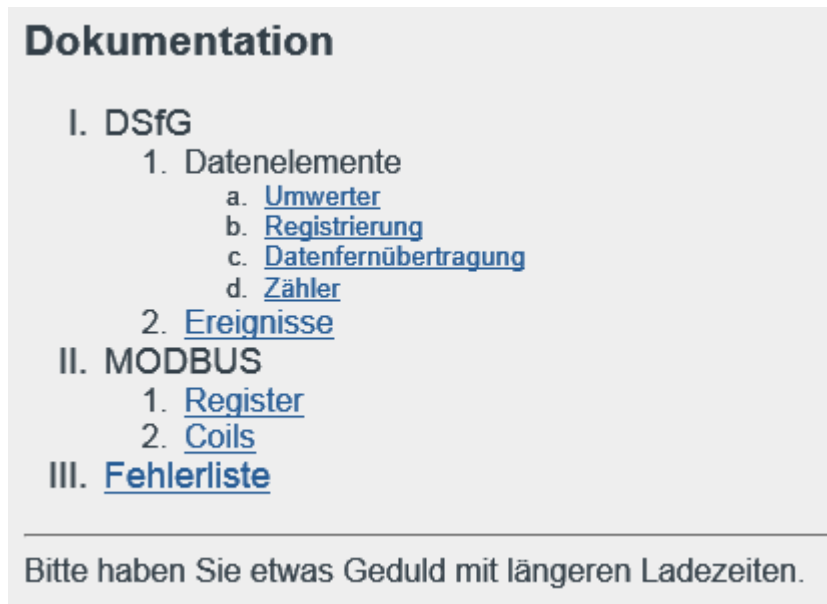 Dokumentation
I. DSfG
1. Datenelemente
a. Umwerter
b. Registrierung
c. Datenfernübertragung
d. Zähler
2. Ereignisse
II. MODBUS
1. Register
2. Coils
III. Fehlerliste
Bitte haben Sie etwas Geduld mit längeren Ladezeiten.